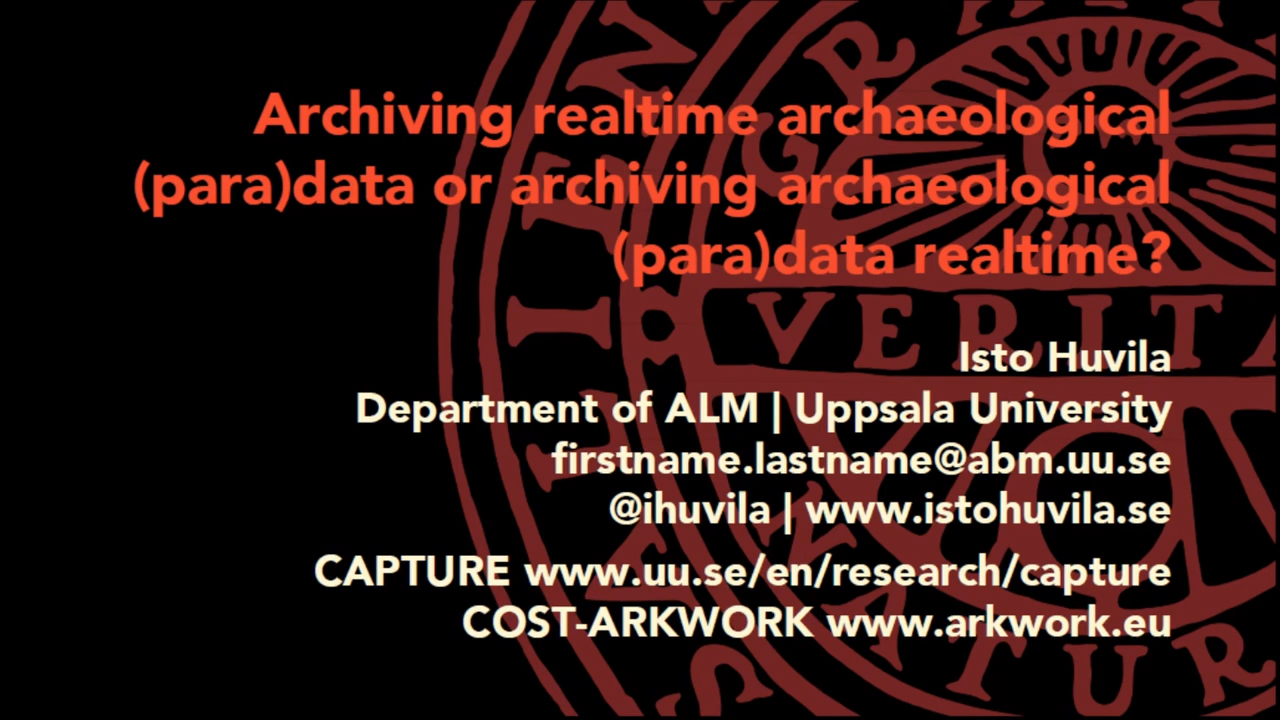 Archiving realtime archaeological
(para)data or archiving archaeological
(para)data realtime?
Isto Huvila
Department of ALM | Uppsala University
firstname.lastname@abm.uu.se
@ihuvila | www.istohuvila.se
CAPTURE www.uu.se/en/research/capture
COST-ARKWORK www.arkwork.eu
VERITA